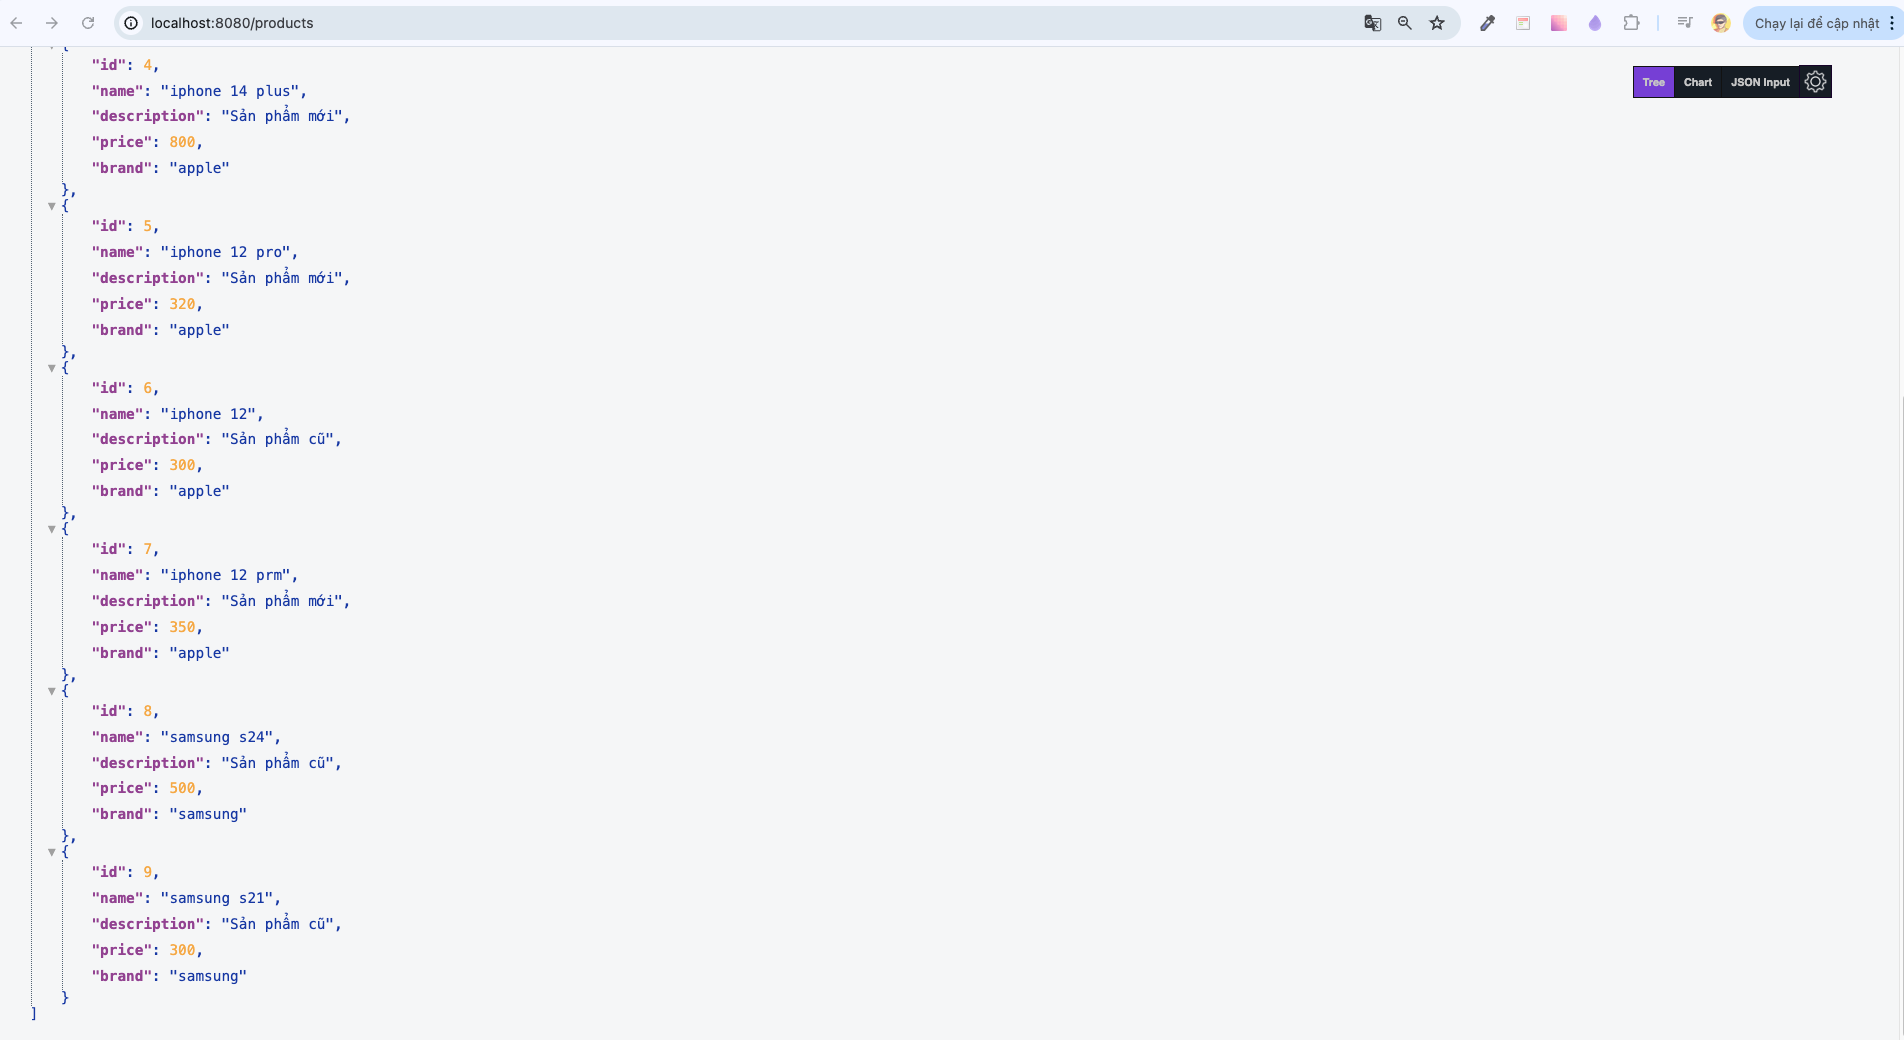 localhost:8080/products
Chạy lại để cập nhật
Tree
Chart
JSON Input
{
"id": 4,
"name": "iphone 14 plus",
"description": "Sản phẩm mới",
"price": 800,
"brand": "apple"
},
{
"id": 5,
"name": "iphone 12 pro",
"description": "Sản phẩm mới",
"price": 320,
"brand": "apple"
},
{
"id": 6,
"name": "iphone 12",
"description": "Sản phẩm cũ",
"price": 300,
"brand": "apple"
},
{
"id": 7,
"name": "iphone 12 prm",
"description": "Sản phẩm mới",
"price": 350,
"brand": "apple"
},
{
"id": 8,
"name": "samsung s24",
"description": "Sản phẩm cũ",
"price": 500,
"brand": "samsung"
},
{
"id": 9,
"name": "samsung s21",
"description": "Sản phẩm cũ",
"price": 300,
"brand": "samsung"
}
]